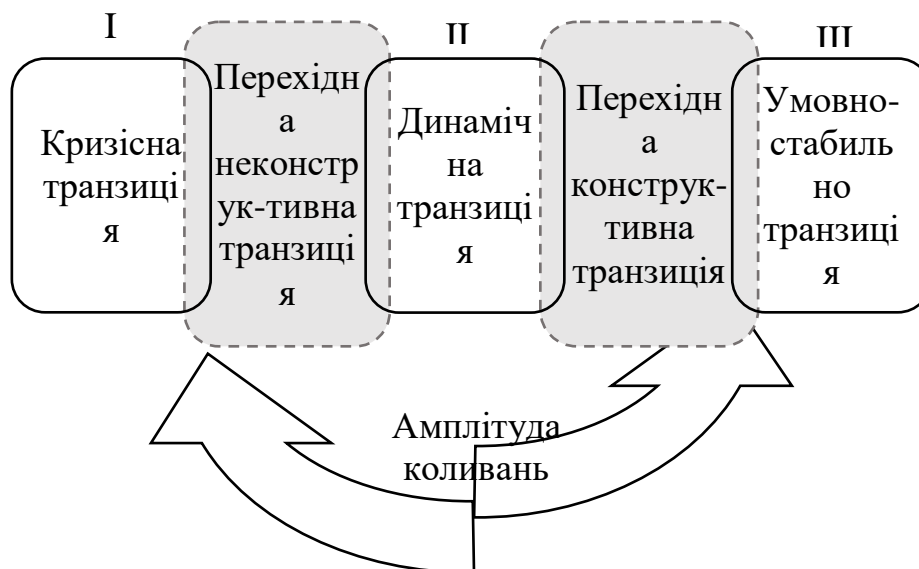 I
II
III
Кризісна
транзиці
я
Перехідн
а
неконстр
ук-тивна
транзиці
я
Динаміч
на
транзиці
я
Перехідн
а
конструк-
тивна
транзиція
Умовно-
стабиль
но
транзиці
я
Амплітуда
коливань